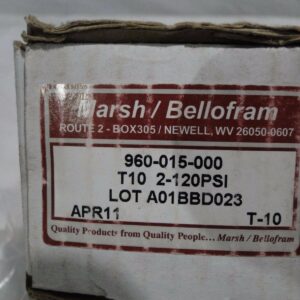 Marsh / Bellofram
ROUTE 2 - BOX305 / NEWELL, WV 26050-0607
960-015-000
T10 2-120PSI
LOT A01BBD023
APR11 T-10
Quality Products from Quality People... Marsh / Bellofram